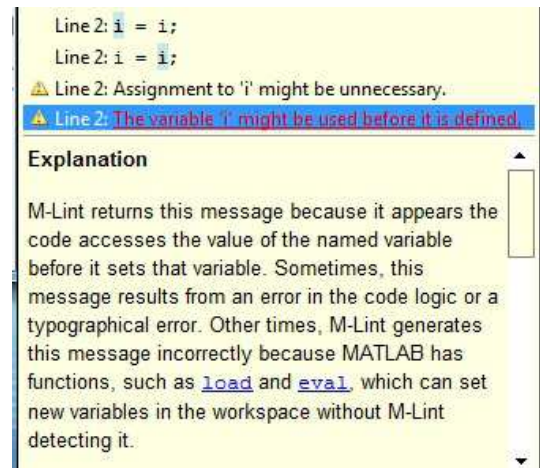 Line 2: i = i;
Line 2: i = i;
Line 2: Assignment to 'i' might be unnecessary.
Line 2: The variable 'i' might be used before it is defined.
Explanation
M-Lint returns this message because it appears the
code accesses the value of the named variable
before it sets that variable. Sometimes, this
message results from an error in the code logic or a
typographical error. Other times, M-Lint generates
this message incorrectly because MATLAB has
functions, such as load and eval, which can set
new variables in the workspace without M-Lint
detecting it.